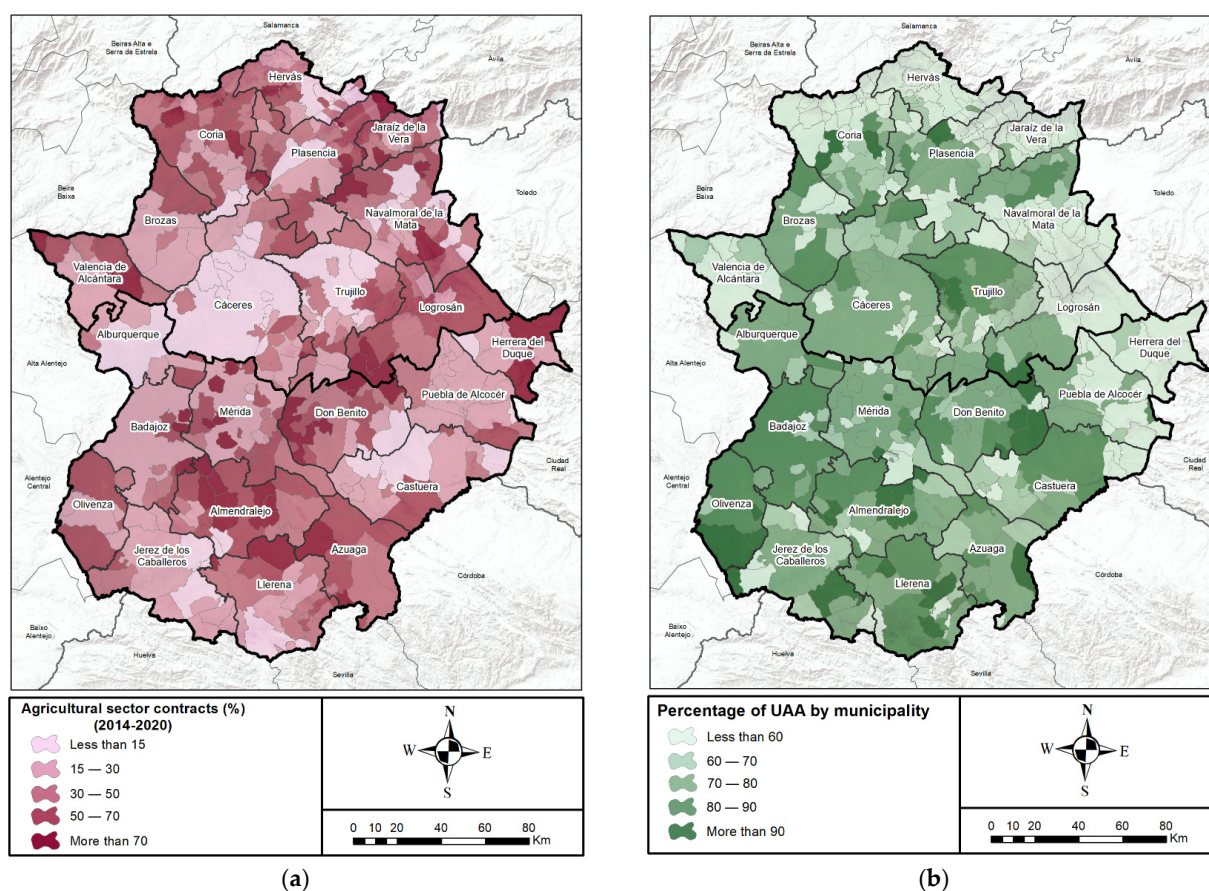 Salamanca
Beiras Alta e
Serra da Estrela
Ávila
Hervás
Coria
Jaraíz de la
Vera
Plasencia
Beira
Baixa
Toledo
Brozas
Navalmoral de la
Mata
Valencia de
Alcántara
Cáceres
Trujillo
Logrosán
Alburquerque
Herrera del
Duque
Alta Alentejo
Puebla de Alcocér
Mérida
Don Benito
Badajoz
Ciudad
Real
Alentejo
Central
Castuera
Olivenza
Almendralejo
Jerez de los
Caballeros
Azuaga
Llerena
Córdoba
Baixo
Alentejo
Huelva
Sevilla
Agricultural sector contracts (%)
(2014-2020)
Less than 15
15 — 30
30 — 50
50 — 70
More than 70
N
W
E
S
0 10 20 40 60 80
Km
(a)
Salamanca
Beiras Alta e
Serra da Estrela
Ávila
Hervás
Coria
Jaraíz de la
Vera
Plasencia
Beira
Baixa
Toledo
Brozas
Navalmoral de la
Mata
Valencia de
Alcántara
Cáceres
Trujillo
Logrosán
Alburquerque
Herrera del
Duque
Alta Alentejo
Puebla de Alcocér
Mérida
Don Benito
Badajoz
Ciudad
Real
Alentejo
Central
Castuera
Olivenza
Almendralejo
Jerez de los
Caballeros
Azuaga
Llerena
Córdoba
Baixo
Alentejo
Huelva
Sevilla
Percentage of UAA by municipality
Less than 60
60 — 70
70 — 80
80 — 90
More than 90
N
W
E
S
0 10 20 40 60 80
Km
(b)